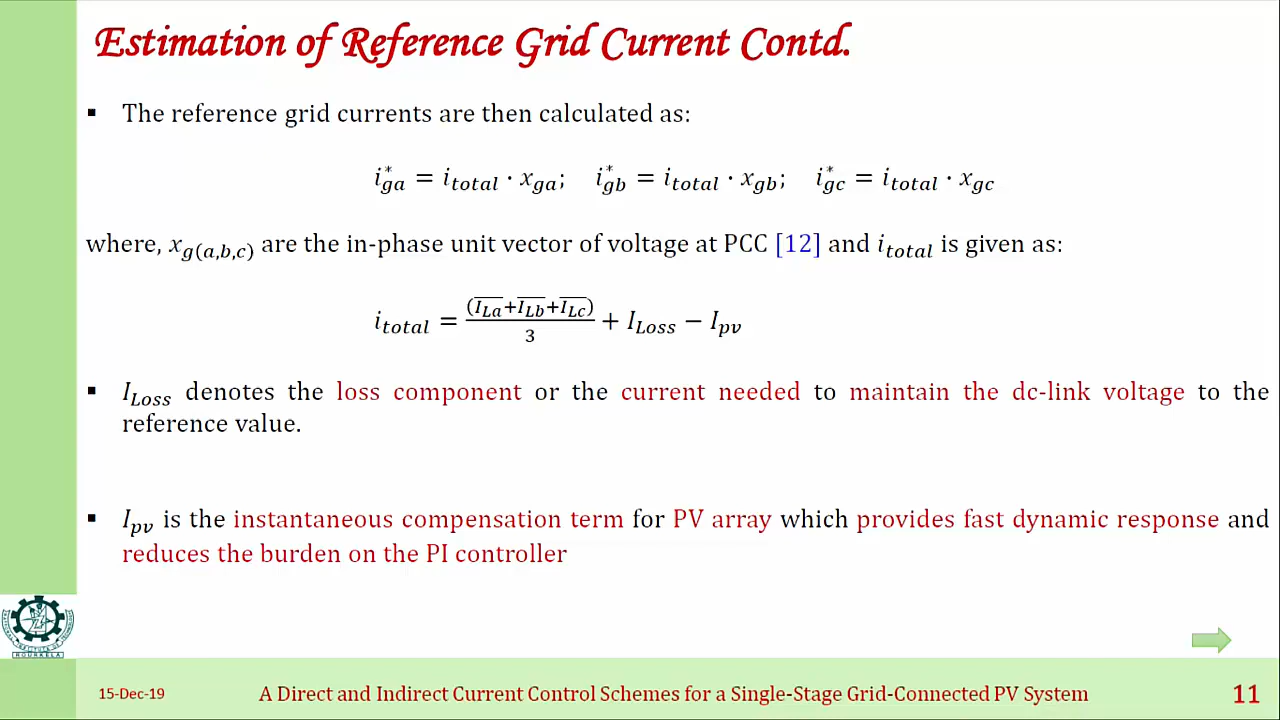 Estimation of Reference Grid Current Contd.
▪ The reference grid currents are then calculated as:
i*ga = itotal · xga; i*gb = itotal · xgb; i*gc = itotal · xgc
where, xg(a,b,c) are the in-phase unit vector of voltage at PCC [12] and itotal is given as:
itotal = (ILa+ILb+ILc)/3 + ILoss − Ipv
▪ ILoss denotes the loss component or the current needed to maintain the dc-link voltage to the
reference value.
▪ Ipv is the instantaneous compensation term for PV array which provides fast dynamic response and
reduces the burden on the PI controller
ROURKELA
15-Dec-19 A Direct and Indirect Current Control Schemes for a Single-Stage Grid-Connected PV System 11